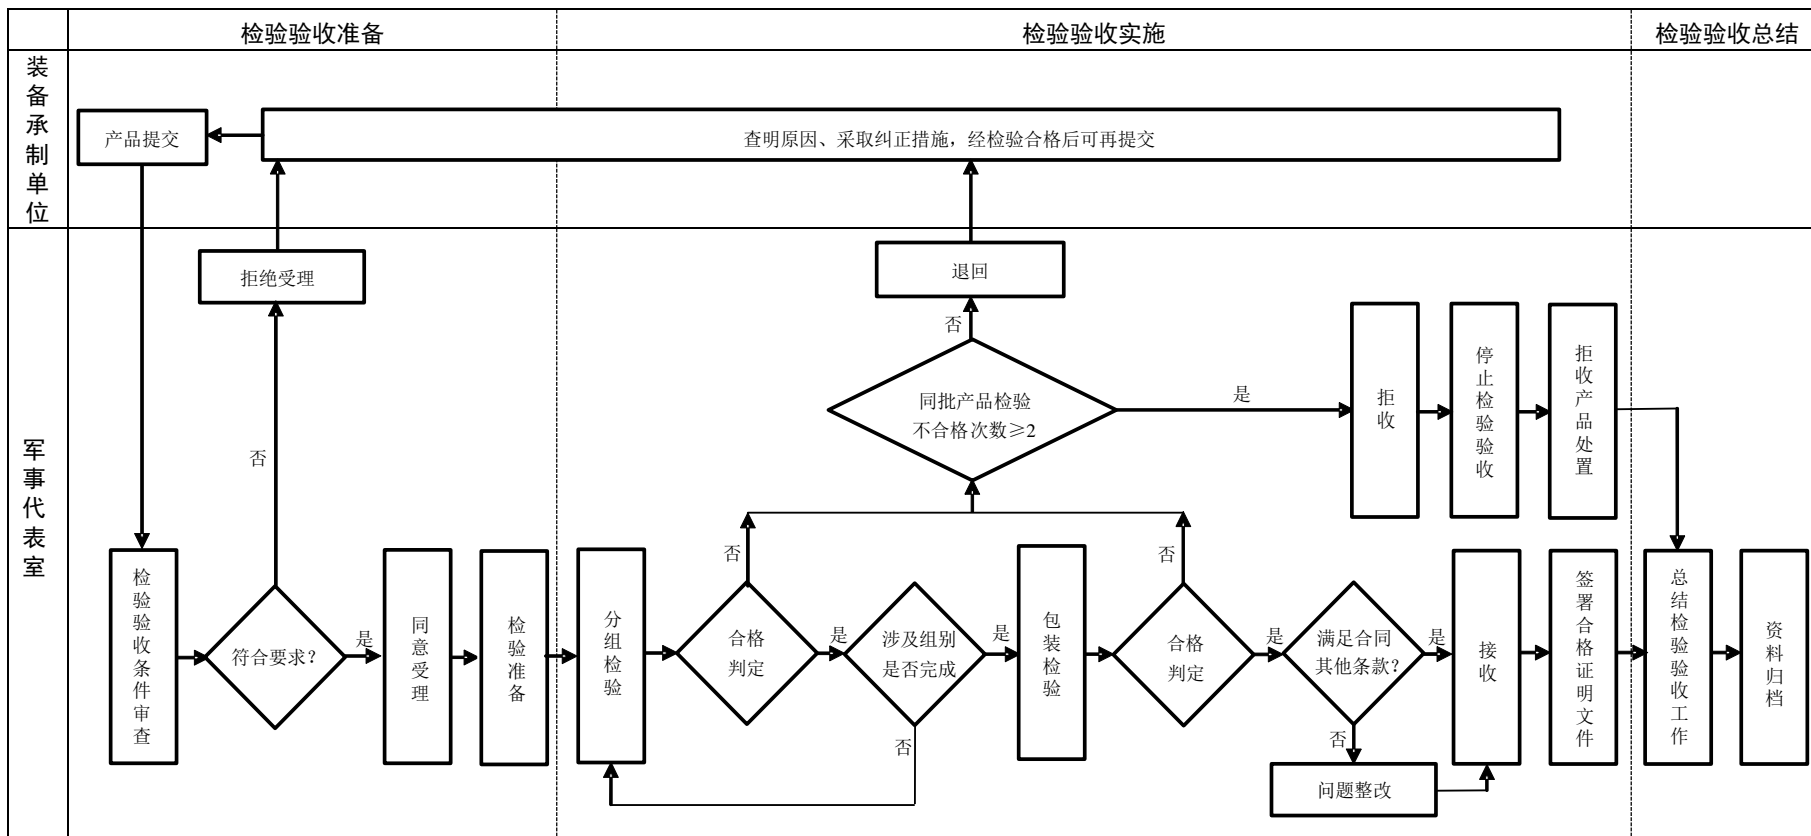 检验验收准备
检验验收实施
检验验收总结
装备承制单位
产品提交
查明原因、采取纠正措施，经检验合格后可再提交
军事代表室
拒绝受理
退回
否
同批产品检验
不合格次数≥2
是
拒收
停止检验验收
拒收产品处置
否
检验验收条件审查
符合要求？
是
同意受理
检验准备
分组检验
否
合格
判定
是
涉及组别
是否完成
否
是
包装检验
否
合格
判定
是
满足合同
其他条款？
是
否
问题整改
接收
签署合格证明文件
总结检验验收工作
资料归档